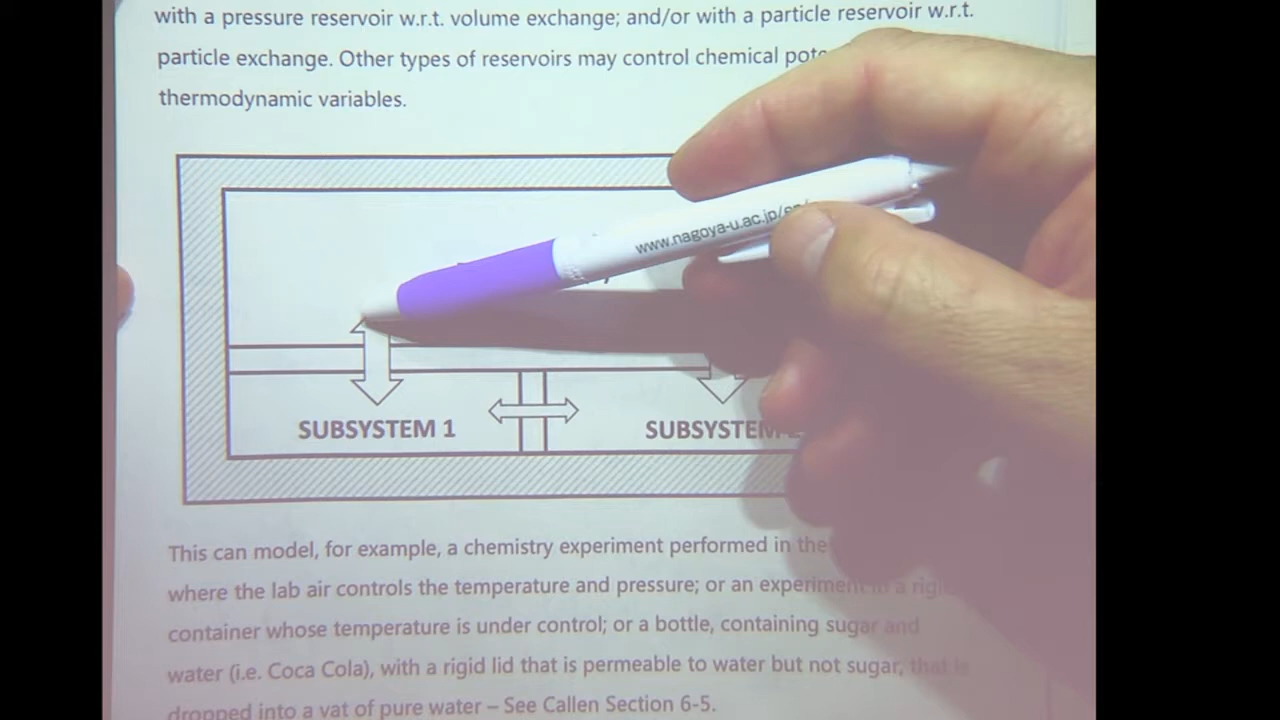 with a pressure reservoir w.r.t. volume exchange; and/or with a particle reservoir w.r.t.
particle exchange. Other types of reservoirs may control chemical
thermodynamic variables.
www.nagoya-u.ac.jp/
SUBSYSTEM 1
SUBSYSTEM
This can model, for example, a chemistry experiment performed in the
where the lab air controls the temperature and pressure; or an experiment in a rigid
container whose temperature is under control; or a bottle, containing sugar and
water (i.e. Coca Cola), with a rigid lid that is permeable to water but not sugar, that is
dropped into a vat of pure water – See Callen Section 6-5.